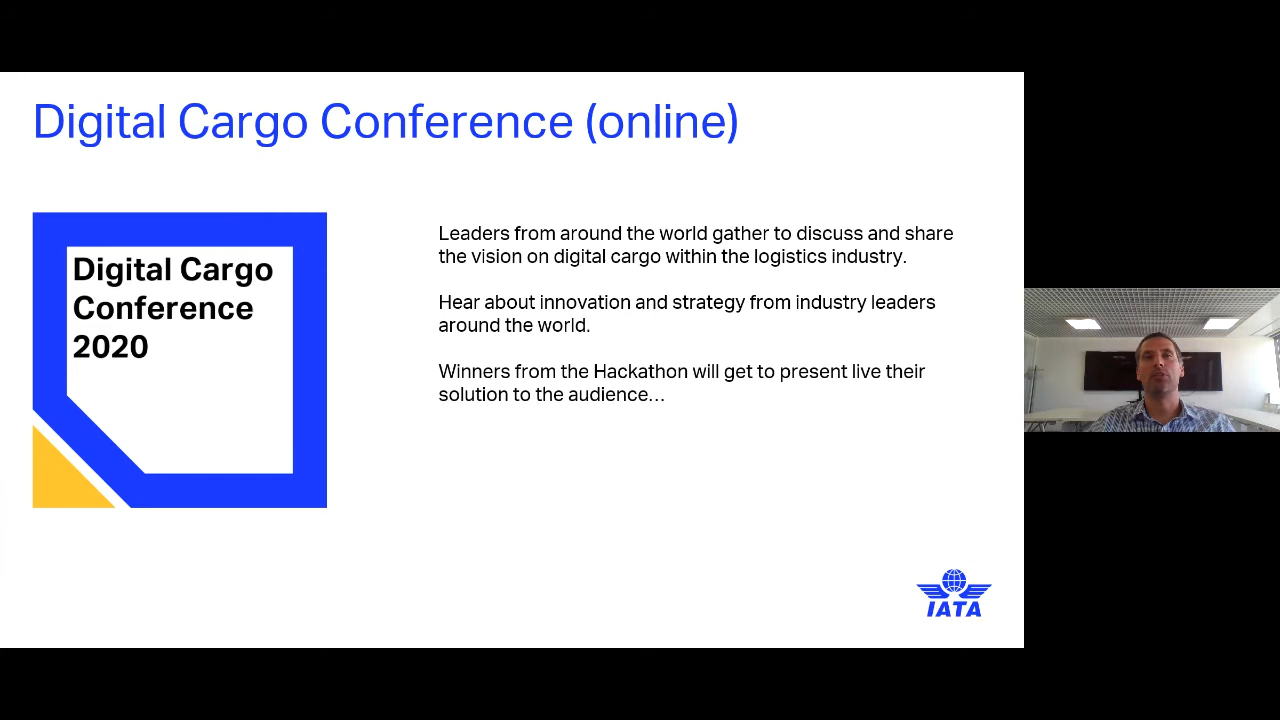 Digital Cargo Conference (online)
Digital Cargo
Conference
2020
Leaders from around the world gather to discuss and share
the vision on digital cargo within the logistics industry.
Hear about innovation and strategy from industry leaders
around the world.
Winners from the Hackathon will get to present live their
solution to the audience…
IATA